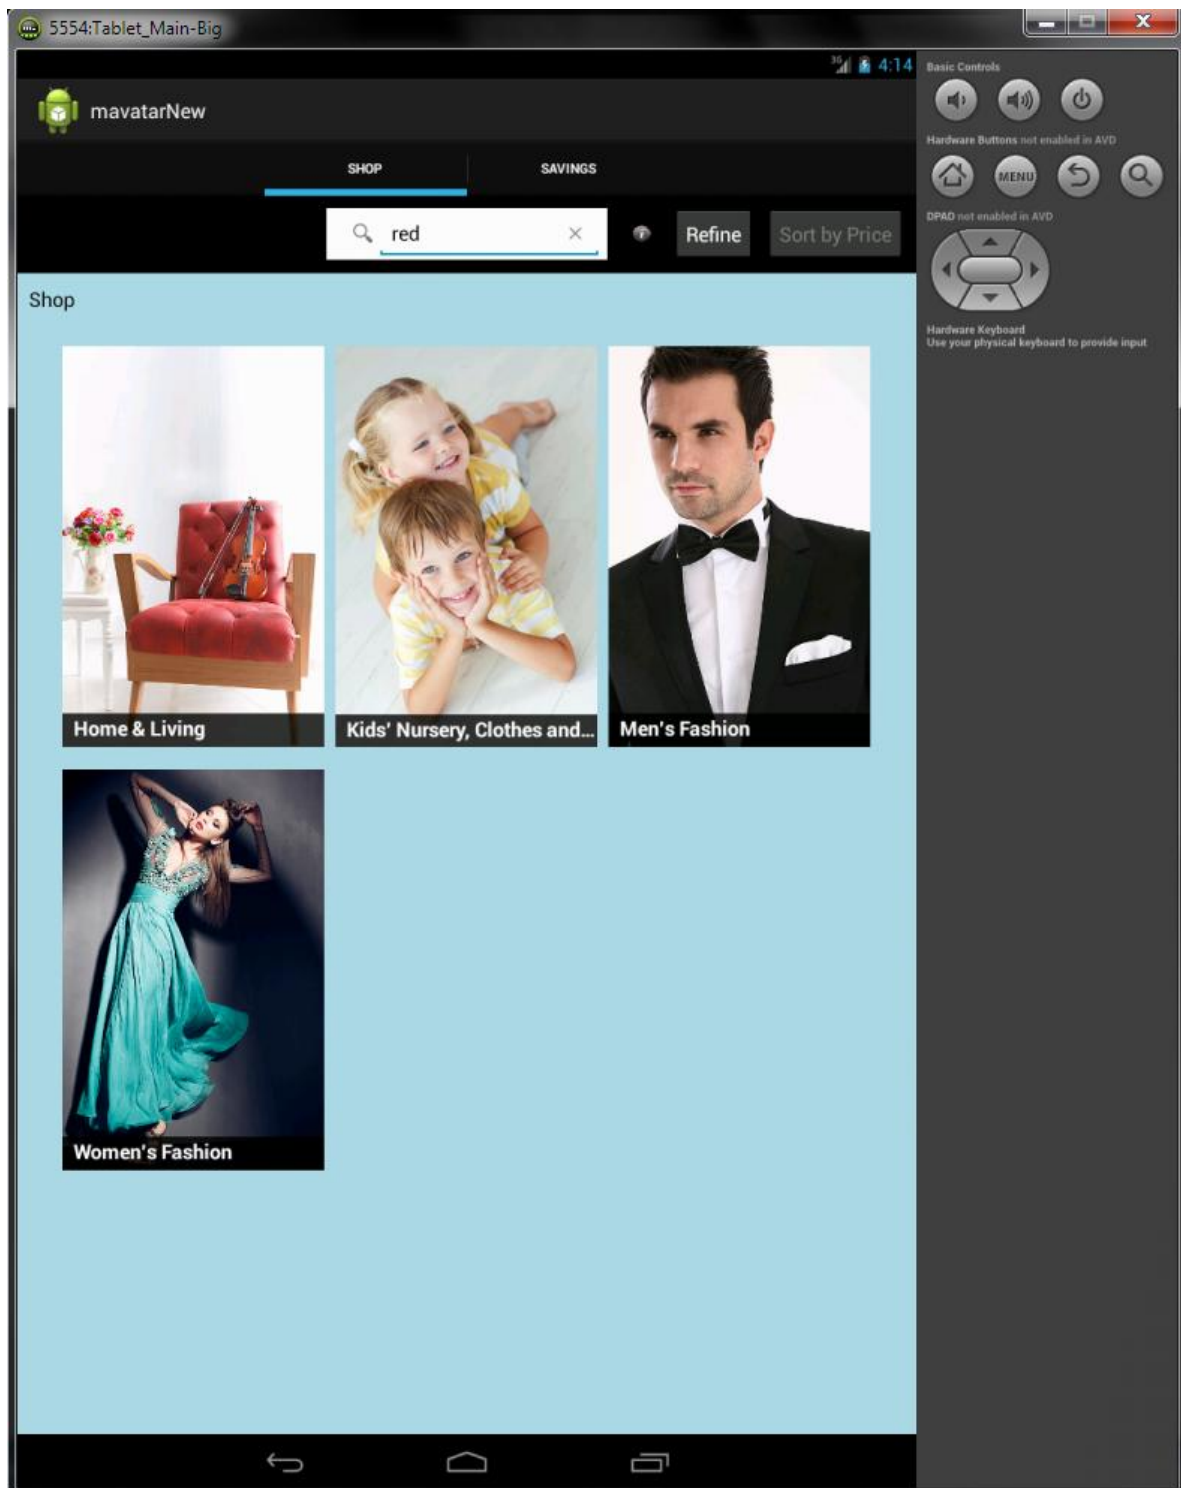 5554:Tablet_Main-Big
3G 4:14
mavatarNew
SHOP SAVINGS
red Refine Sort by Price
Shop
Home & Living
Kids' Nursery, Clothes and...
Men's Fashion
Women's Fashion
Basic Controls
Hardware Buttons not enabled in AVD
MENU
DPAD not enabled in AVD
Hardware Keyboard
Use your physical keyboard to provide input